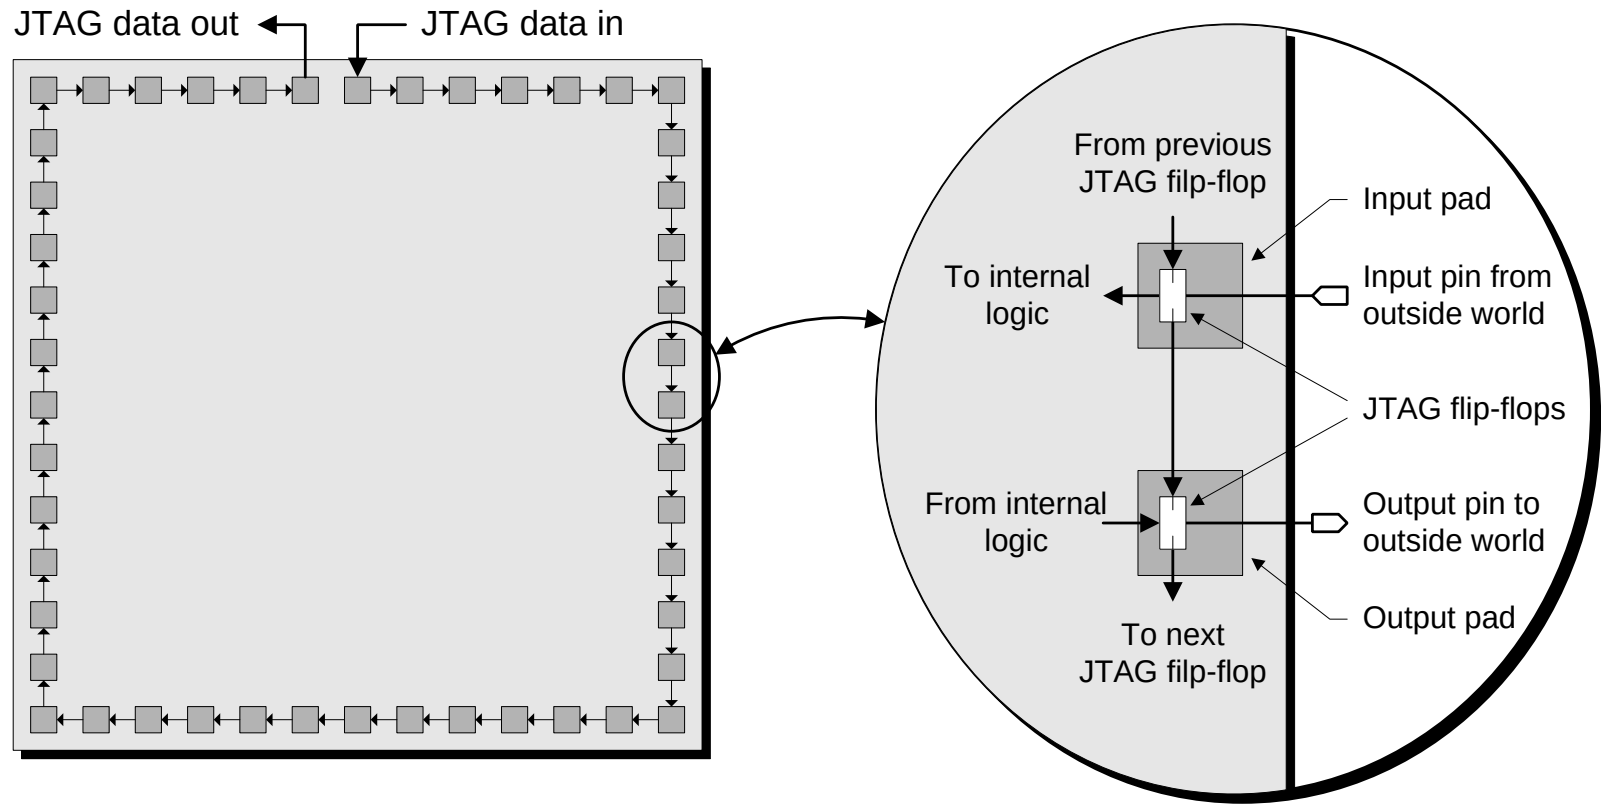 JTAG data out
JTAG data in
From previous
JTAG filp-flop
Input pad
To internal
logic
Input pin from
outside world
JTAG flip-flops
From internal
logic
Output pin to
outside world
Output pad
To next
JTAG filp-flop